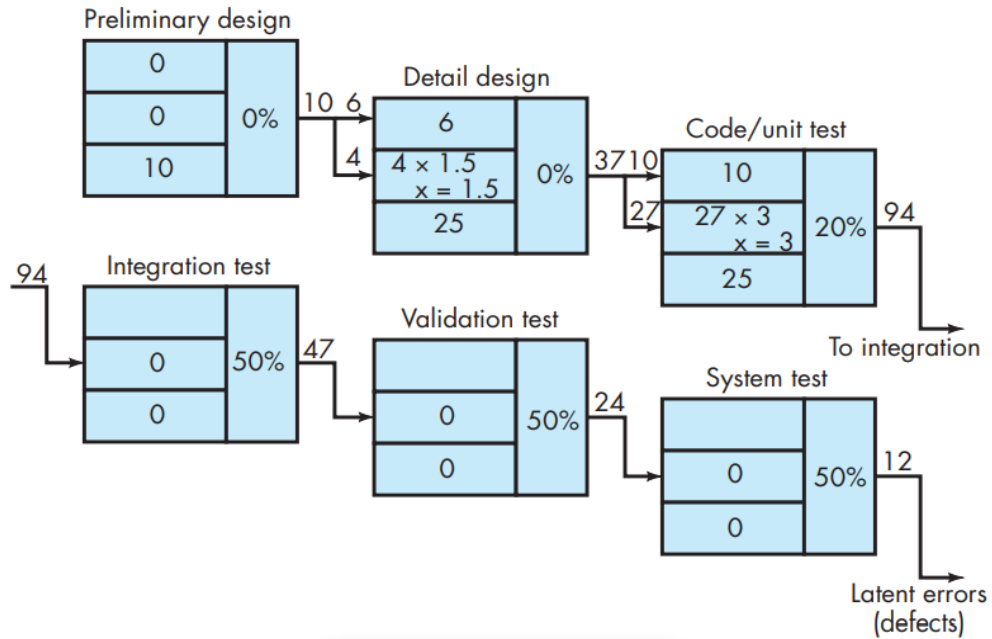 Preliminary design
0
0
10
0%
10 6
4
Detail design
6
4 × 1.5
x = 1.5
25
0%
37 10
27
Code/unit test
10
27 × 3
x = 3
25
20%
94
To integration
94
Integration test
0
0
50%
47
Validation test
0
0
50%
24
System test
0
0
50%
12
Latent errors
(defects)